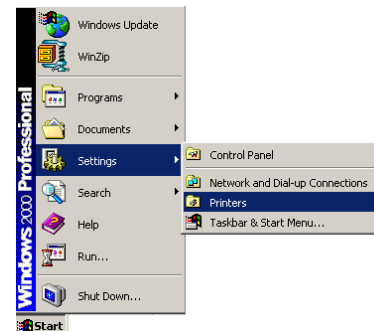 Windows Update
WinZip
Programs
Documents
Settings
Search
Help
Run...
Shut Down...
Control Panel
Network and Dial-up Connections
Printers
Taskbar & Start Menu...
Windows 2000 Professional
Start